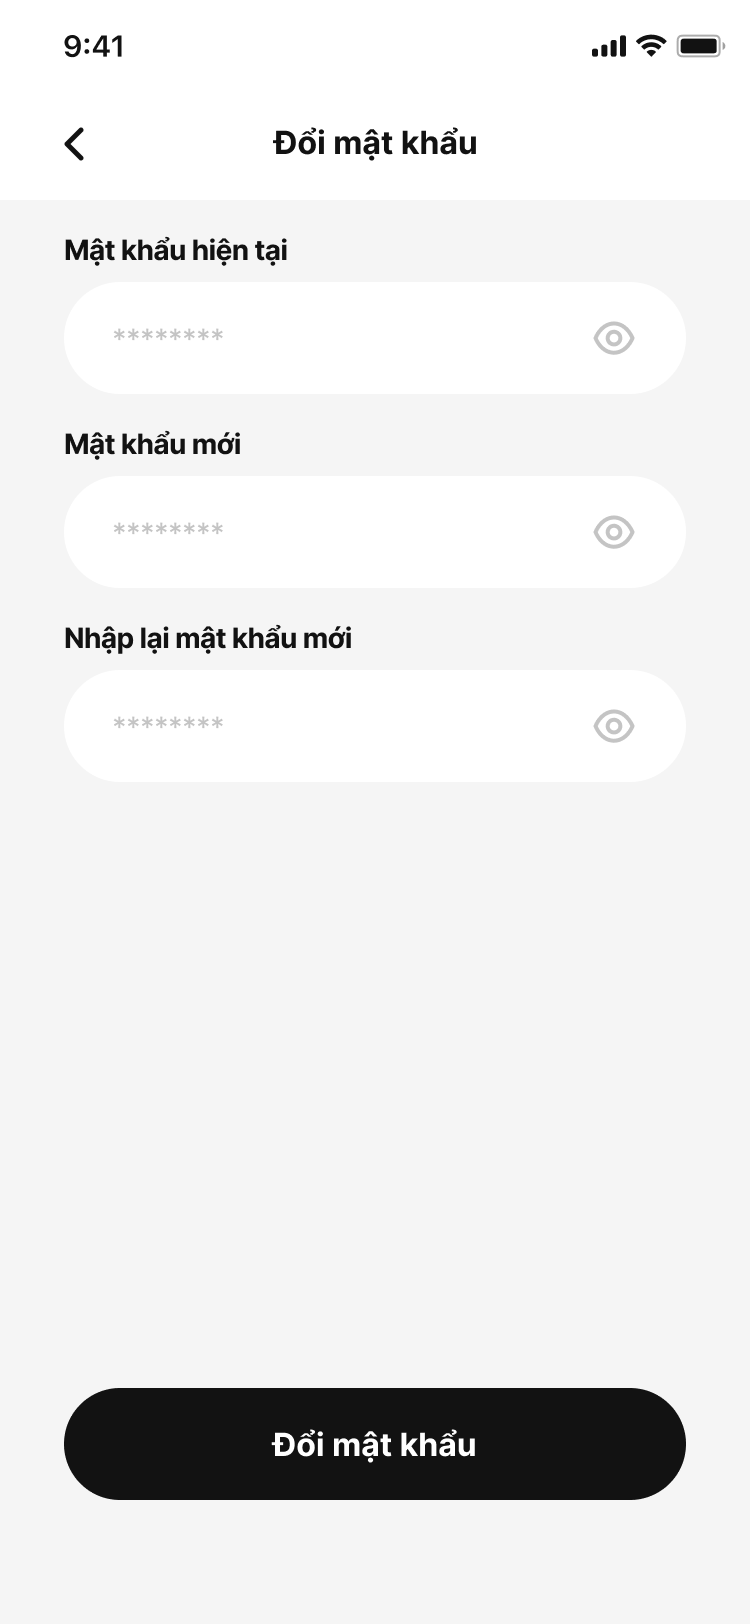 9:41
Đổi mật khẩu
Mật khẩu hiện tại
********
Mật khẩu mới
********
Nhập lại mật khẩu mới
********
Đổi mật khẩu